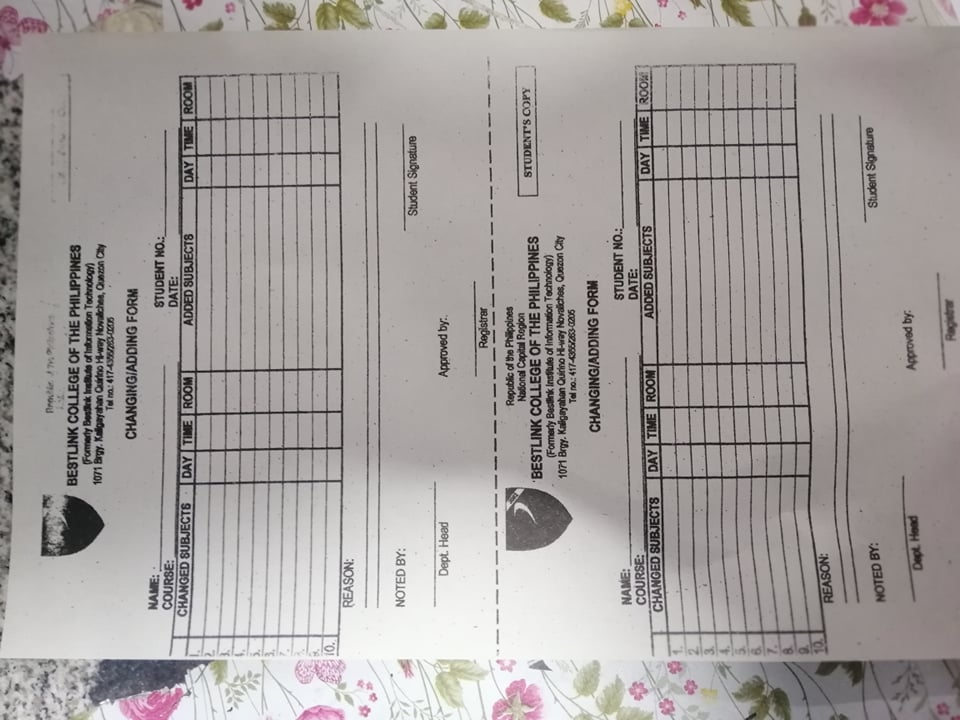 Republic of the Philippines
BESTLINK COLLEGE OF THE PHILIPPINES
(Formerly Bestlink Institute of Information Technology)
1071 Brgy. Kaligayahan Quirino Hi-way Novaliches, Quezon City
Tel no.: 417-4355/263-0205
CHANGING/ADDING FORM
NAME: STUDENT NO.:
COURSE: DATE:
CHANGED SUBJECTS DAY TIME ROOM ADDED SUBJECTS DAY TIME ROOM
1.
2.
3.
4.
5.
6.
7.
8.
9.
10.
REASON:
NOTED BY:
Student Signature
Dept. Head Approved by:
Registrar
Republic of the Philippines
National Capital Region
STUDENT'S COPY
BESTLINK COLLEGE OF THE PHILIPPINES
(Formerly Bestlink Institute of Information Technology)
1071 Brgy. Kaligayahan Quirino Hi-way Novaliches, Quezon City
Tel no.: 417-4355/263-0205
CHANGING/ADDING FORM
NAME: STUDENT NO.:
COURSE: DATE:
CHANGED SUBJECTS DAY TIME ROOM ADDED SUBJECTS DAY TIME ROOM
1.
2.
3.
4.
5.
6.
7.
8.
9.
10.
REASON:
NOTED BY:
Student Signature
Dept. Head Approved by:
Registrar